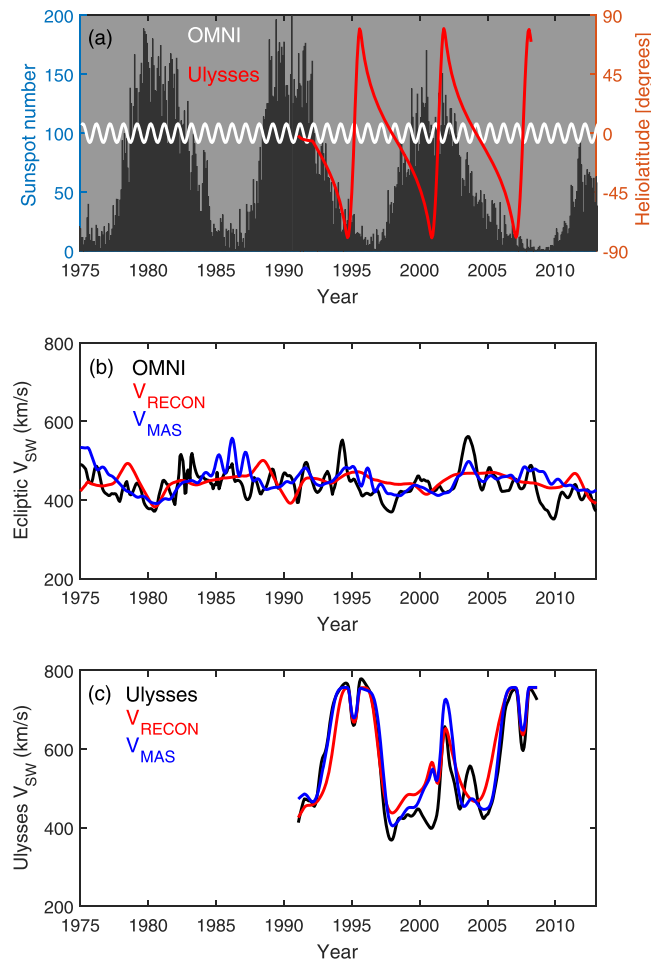 (a)
OMNI
Ulysses
Sunspot number
Heliolatitude [degrees]
200
150
100
50
0
90
45
0
-45
-90
1975 1980 1985 1990 1995 2000 2005 2010
Year
(b)
OMNI
V_RECON
V_MAS
Ecliptic V_SW (km/s)
800
600
400
200
1975 1980 1985 1990 1995 2000 2005 2010
Year
(c)
Ulysses
V_RECON
V_MAS
Ulysses V_SW (km/s)
800
600
400
200
1975 1980 1985 1990 1995 2000 2005 2010
Year